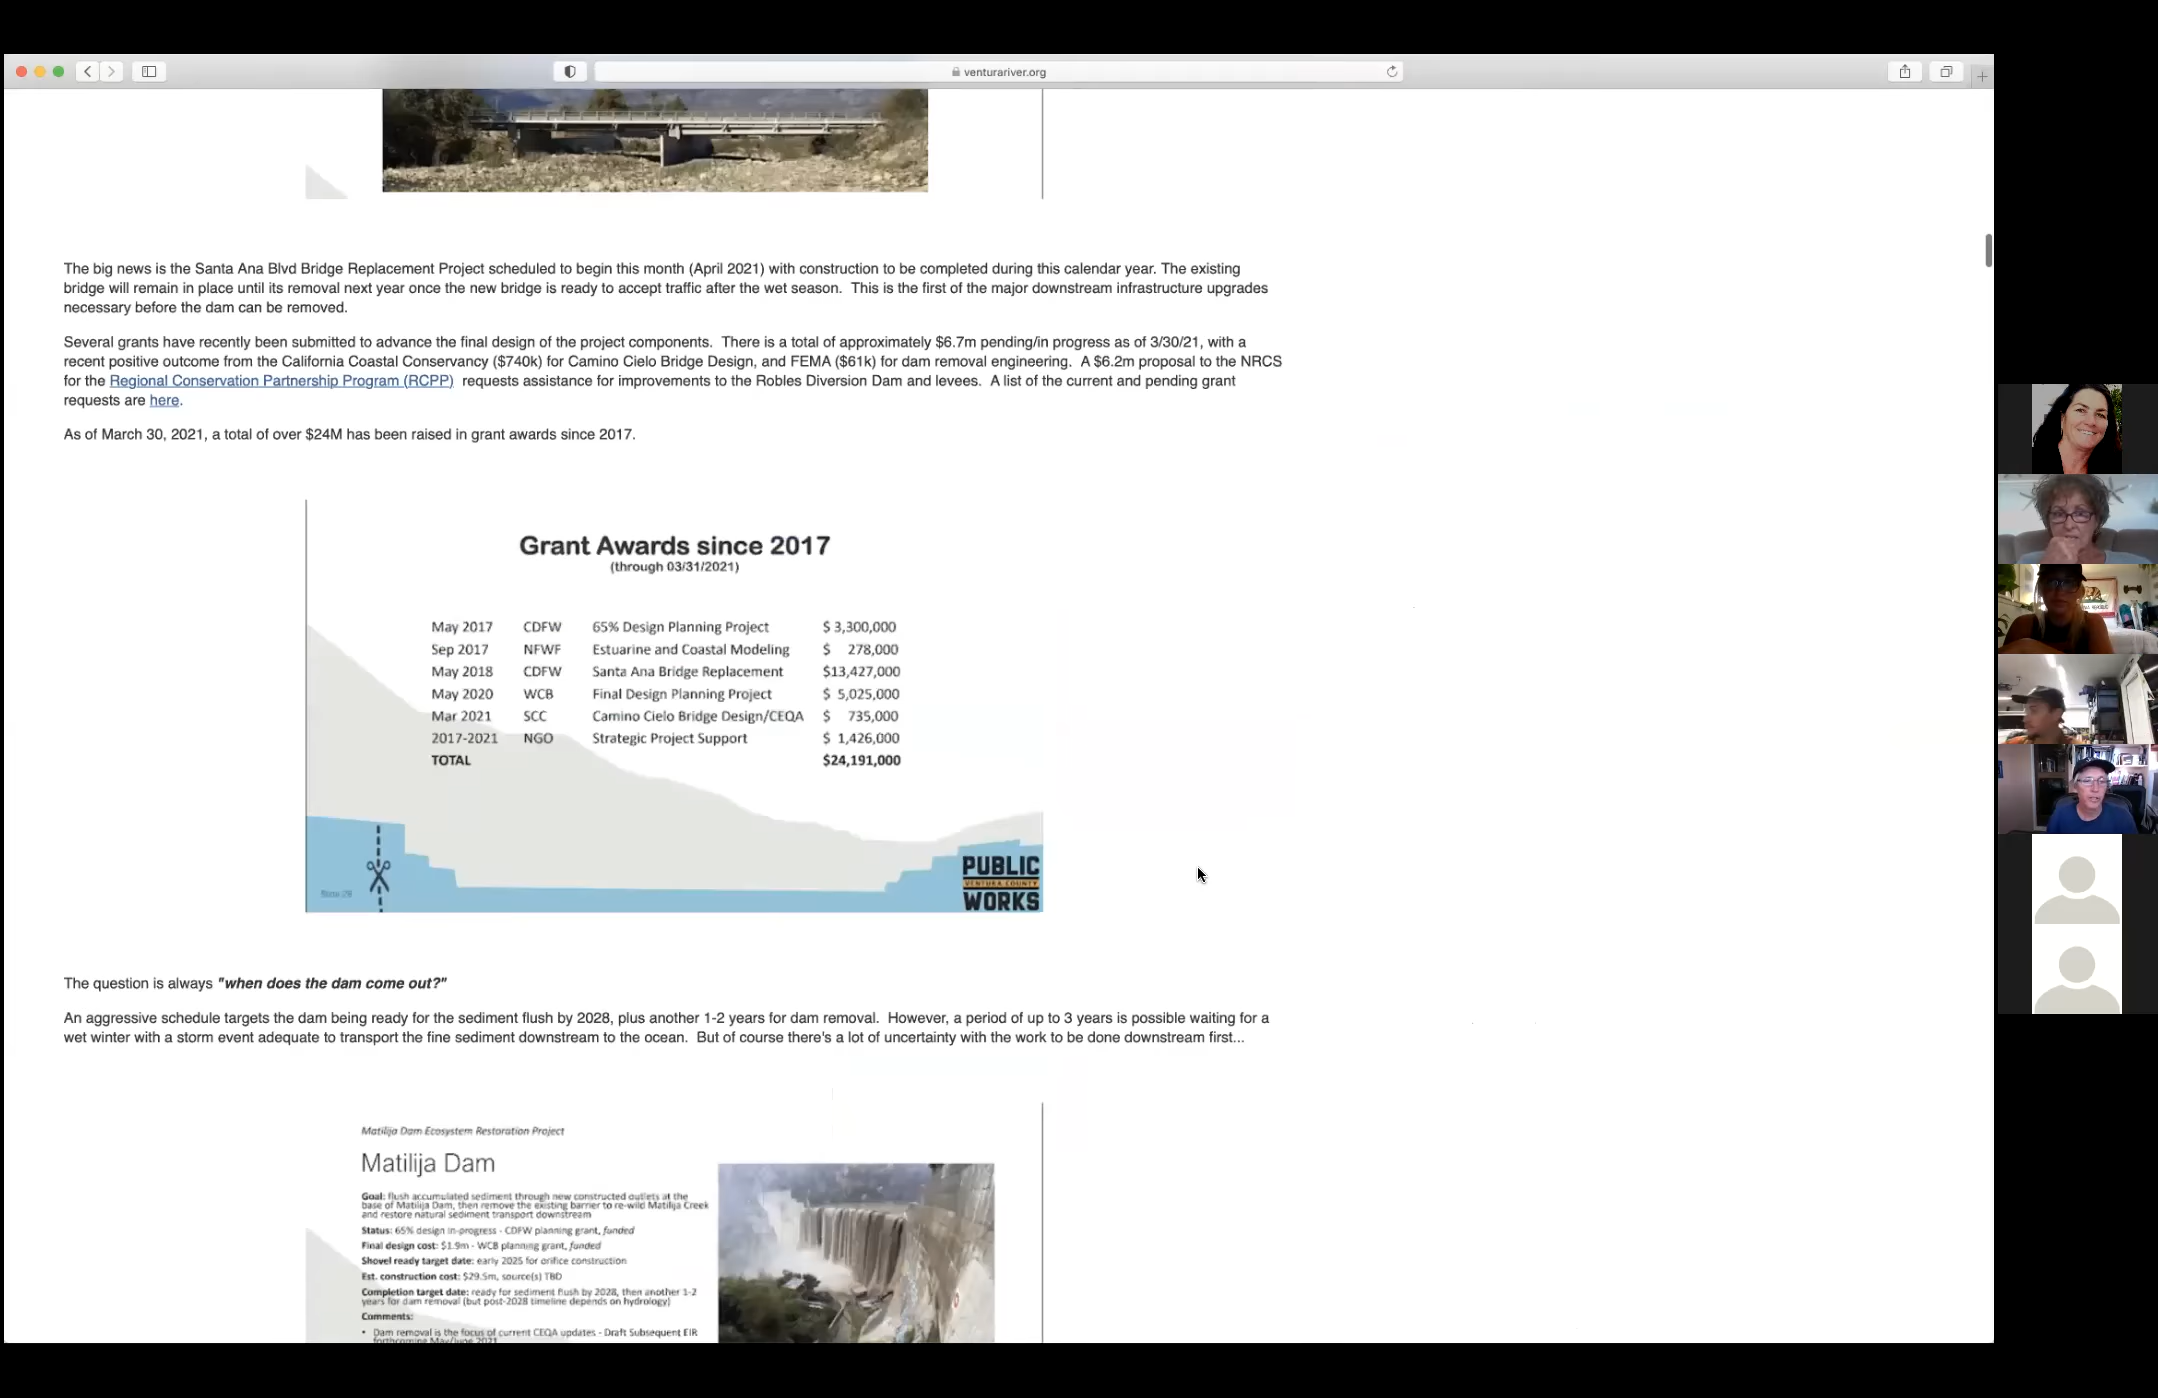 venturariver.org
The big news is the Santa Ana Blvd Bridge Replacement Project scheduled to begin this month (April 2021) with construction to be completed during this calendar year. The existing
bridge will remain in place until its removal next year once the new bridge is ready to accept traffic after the wet season. This is the first of the major downstream infrastructure upgrades
necessary before the dam can be removed.
Several grants have recently been submitted to advance the final design of the project components. There is a total of approximately $6.7m pending/in progress as of 3/30/21, with a
recent positive outcome from the California Coastal Conservancy ($740k) for Camino Cielo Bridge Design, and FEMA ($61k) for dam removal engineering. A $6.2m proposal to the NRCS
for the Regional Conservation Partnership Program (RCPP) requests assistance for improvements to the Robles Diversion Dam and levees. A list of the current and pending grant
requests are here.
As of March 30, 2021, a total of over $24M has been raised in grant awards since 2017.
Grant Awards since 2017
(through 03/31/2021)
May 2017 CDFW 65% Design Planning Project $ 3,300,000
Sep 2017 NFWF Estuarine and Coastal Modeling $ 278,000
May 2018 CDFW Santa Ana Bridge Replacement $13,427,000
May 2020 WCB Final Design Planning Project $ 5,025,000
Mar 2021 SCC Camino Cielo Bridge Design/CEQA $ 735,000
2017-2021 NGO Strategic Project Support $ 1,426,000
TOTAL $24,191,000
PUBLIC
VENTURA COUNTY
WORKS
The question is always "when does the dam come out?"
An aggressive schedule targets the dam being ready for the sediment flush by 2028, plus another 1-2 years for dam removal. However, a period of up to 3 years is possible waiting for a
wet winter with a storm event adequate to transport the fine sediment downstream to the ocean. But of course there's a lot of uncertainty with the work to be done downstream first...
Matilija Dam Ecosystem Restoration Project
Matilija Dam
Goal: flush accumulated sediment through new constructed outlets at the
base of Matilija Dam, then remove the existing barrier to re-wild Matilija Creek
and restore natural sediment transport downstream
Status: 65% design in-progress - CDFW planning grant, funded
Final design cost: $1.9m - WCB planning grant, funded
Shovel ready target date: early 2025 for orifice construction
Est. construction cost: $29.5m, source(s) TBD
Completion target date: ready for sediment flush by 2028, then another 1-2
years for dam removal (but post-2028 timeline depends on hydrology)
Comments:
• Dam removal is the focus of current CEQA updates - Draft Subsequent EIR
forthcoming May/June 2021